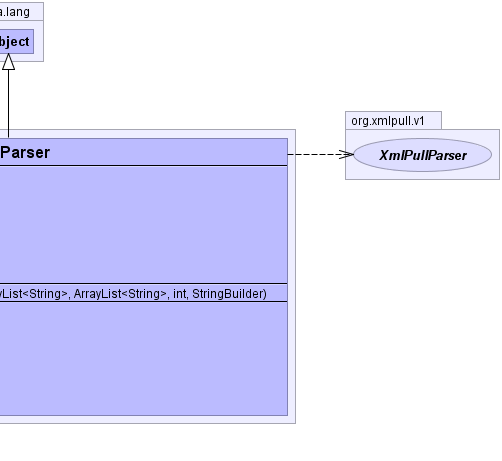 a.lang
bject
org.xmlpull.v1
Parser
XmlPullParser
yList<String>, ArrayList<String>, int, StringBuilder)